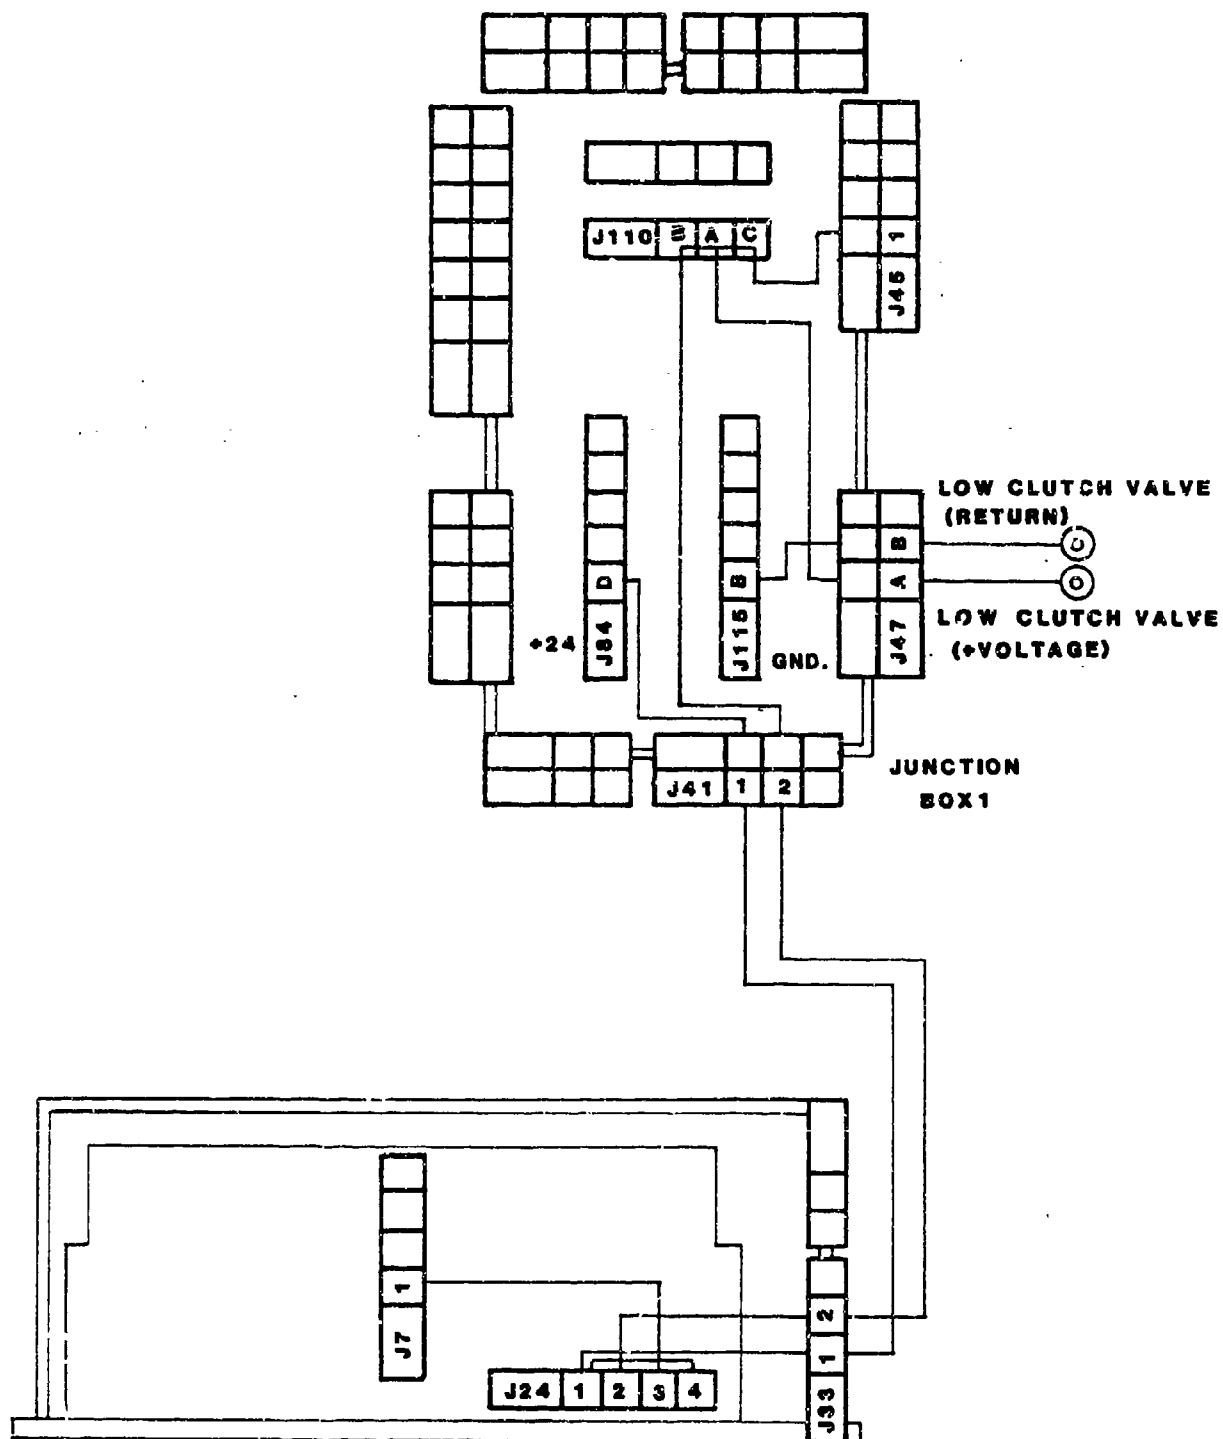 J110 B A C
1
J45
LOW CLUTCH VALVE
(RETURN)
B
A
LOW CLUTCH VALVE
(+VOLTAGE)
J47
D
J84
+24
B
J115
GND.
J41 1 2
JUNCTION
BOX1
1
J7
2
1
J33
J24 1 2 3 4